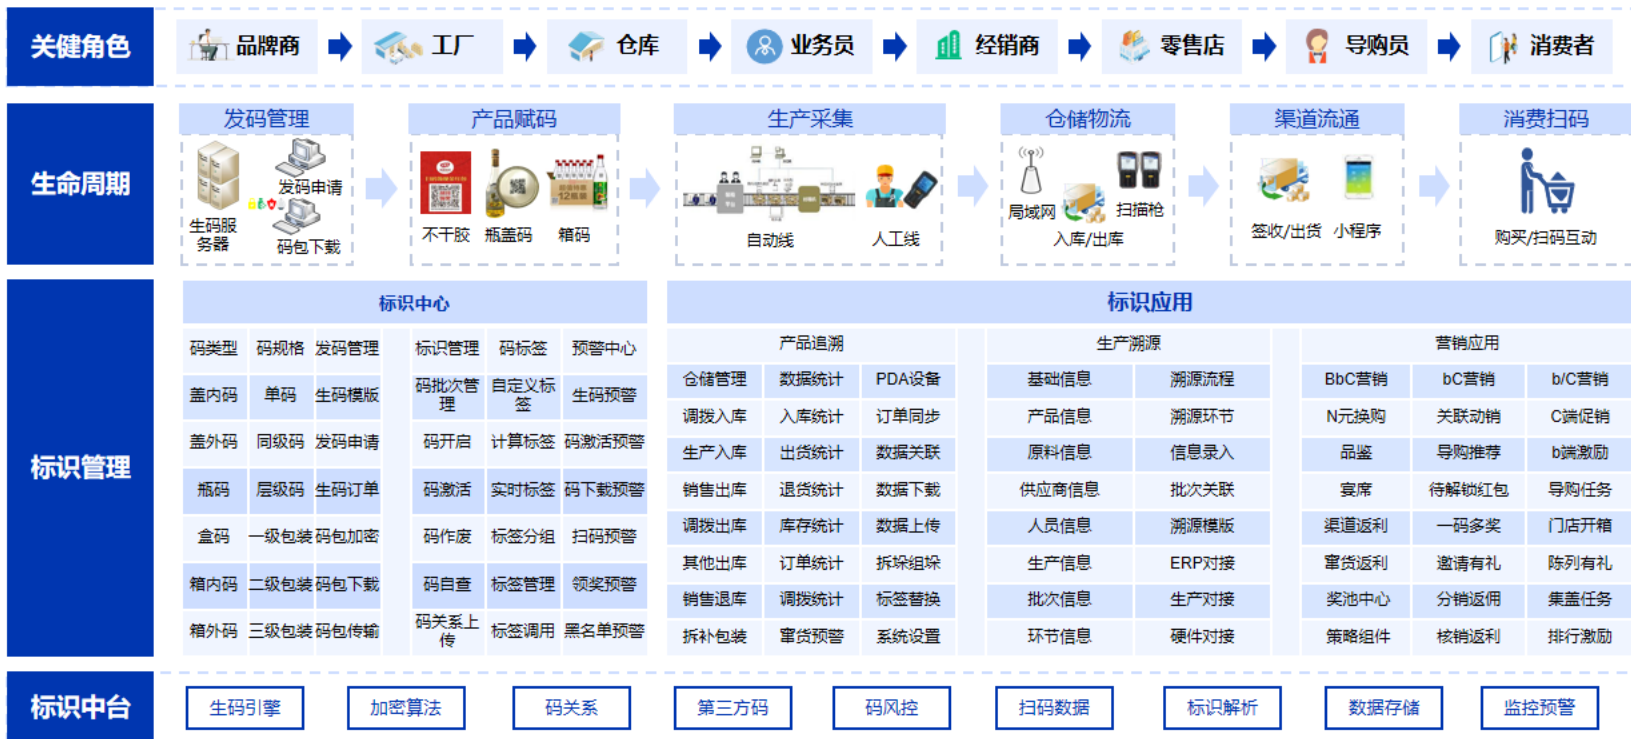 关健角色
品牌商
工厂
仓库
业务员
经销商
零售店
导购员
消费者
生命周期
发码管理
生码服
务器
发码申请
码包下载
产品赋码
12瓶装
不干胶
瓶盖码
箱码
生产采集
自动线
人工线
仓储物流
局域网
扫描枪
入库/出库
渠道流通
签收/出货
小程序
消费扫码
购买/扫码互动
标识管理
标识中心
码类型 码规格 发码管理 标识管理 码标签 预警中心
盖内码 单码 生码模版 码批次管
理 自定义标
签 生码预警
盖外码 同级码 发码申请 码开启 计算标签 码激活预警
瓶码 层级码 生码订单 码激活 实时标签 码下载预警
盒码 一级包装 码包加密 码作废 标签分组 扫码预警
箱内码 二级包装 码包下载 码自查 标签管理 领奖预警
箱外码 三级包装 码包传输 码关系上
传 标签调用 黑名单预警
标识应用
产品追溯
仓储管理 数据统计 PDA设备
调拨入库 入库统计 订单同步
生产入库 出货统计 数据关联
销售出库 退货统计 数据下载
调拨出库 库存统计 数据上传
其他出库 订单统计 拆垛组垛
销售退库 调拨统计 标签替换
拆补包装 窜货预警 系统设置
生产溯源
基础信息 溯源流程
产品信息 溯源环节
原料信息 信息录入
供应商信息 批次关联
人员信息 溯源模版
生产信息 ERP对接
批次信息 生产对接
环节信息 硬件对接
营销应用
BbC营销 bC营销 b/C营销
N元换购 关联动销 C端促销
品鉴 导购推荐 b端激励
宴席 待解锁红包 导购任务
渠道返利 一码多奖 门店开箱
窜货返利 邀请有礼 陈列有礼
奖池中心 分销返佣 集盖任务
策略组件 核销返利 排行激励
标识中台
生码引擎
加密算法
码关系
第三方码
码风控
扫码数据
标识解析
数据存储
监控预警